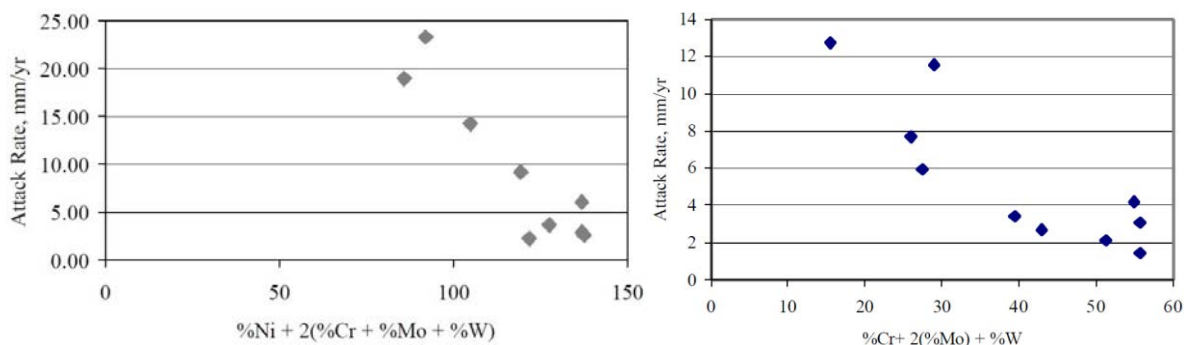 Attack Rate, mm/yr
25.00
20.00
15.00
10.00
5.00
0.00
0 50 100 150
%Ni + 2(%Cr + %Mo + %W)
Attack Rate, mm/yr
14
12
10
8
6
4
2
0
0 10 20 30 40 50 60
%Cr+ 2(%Mo) + %W